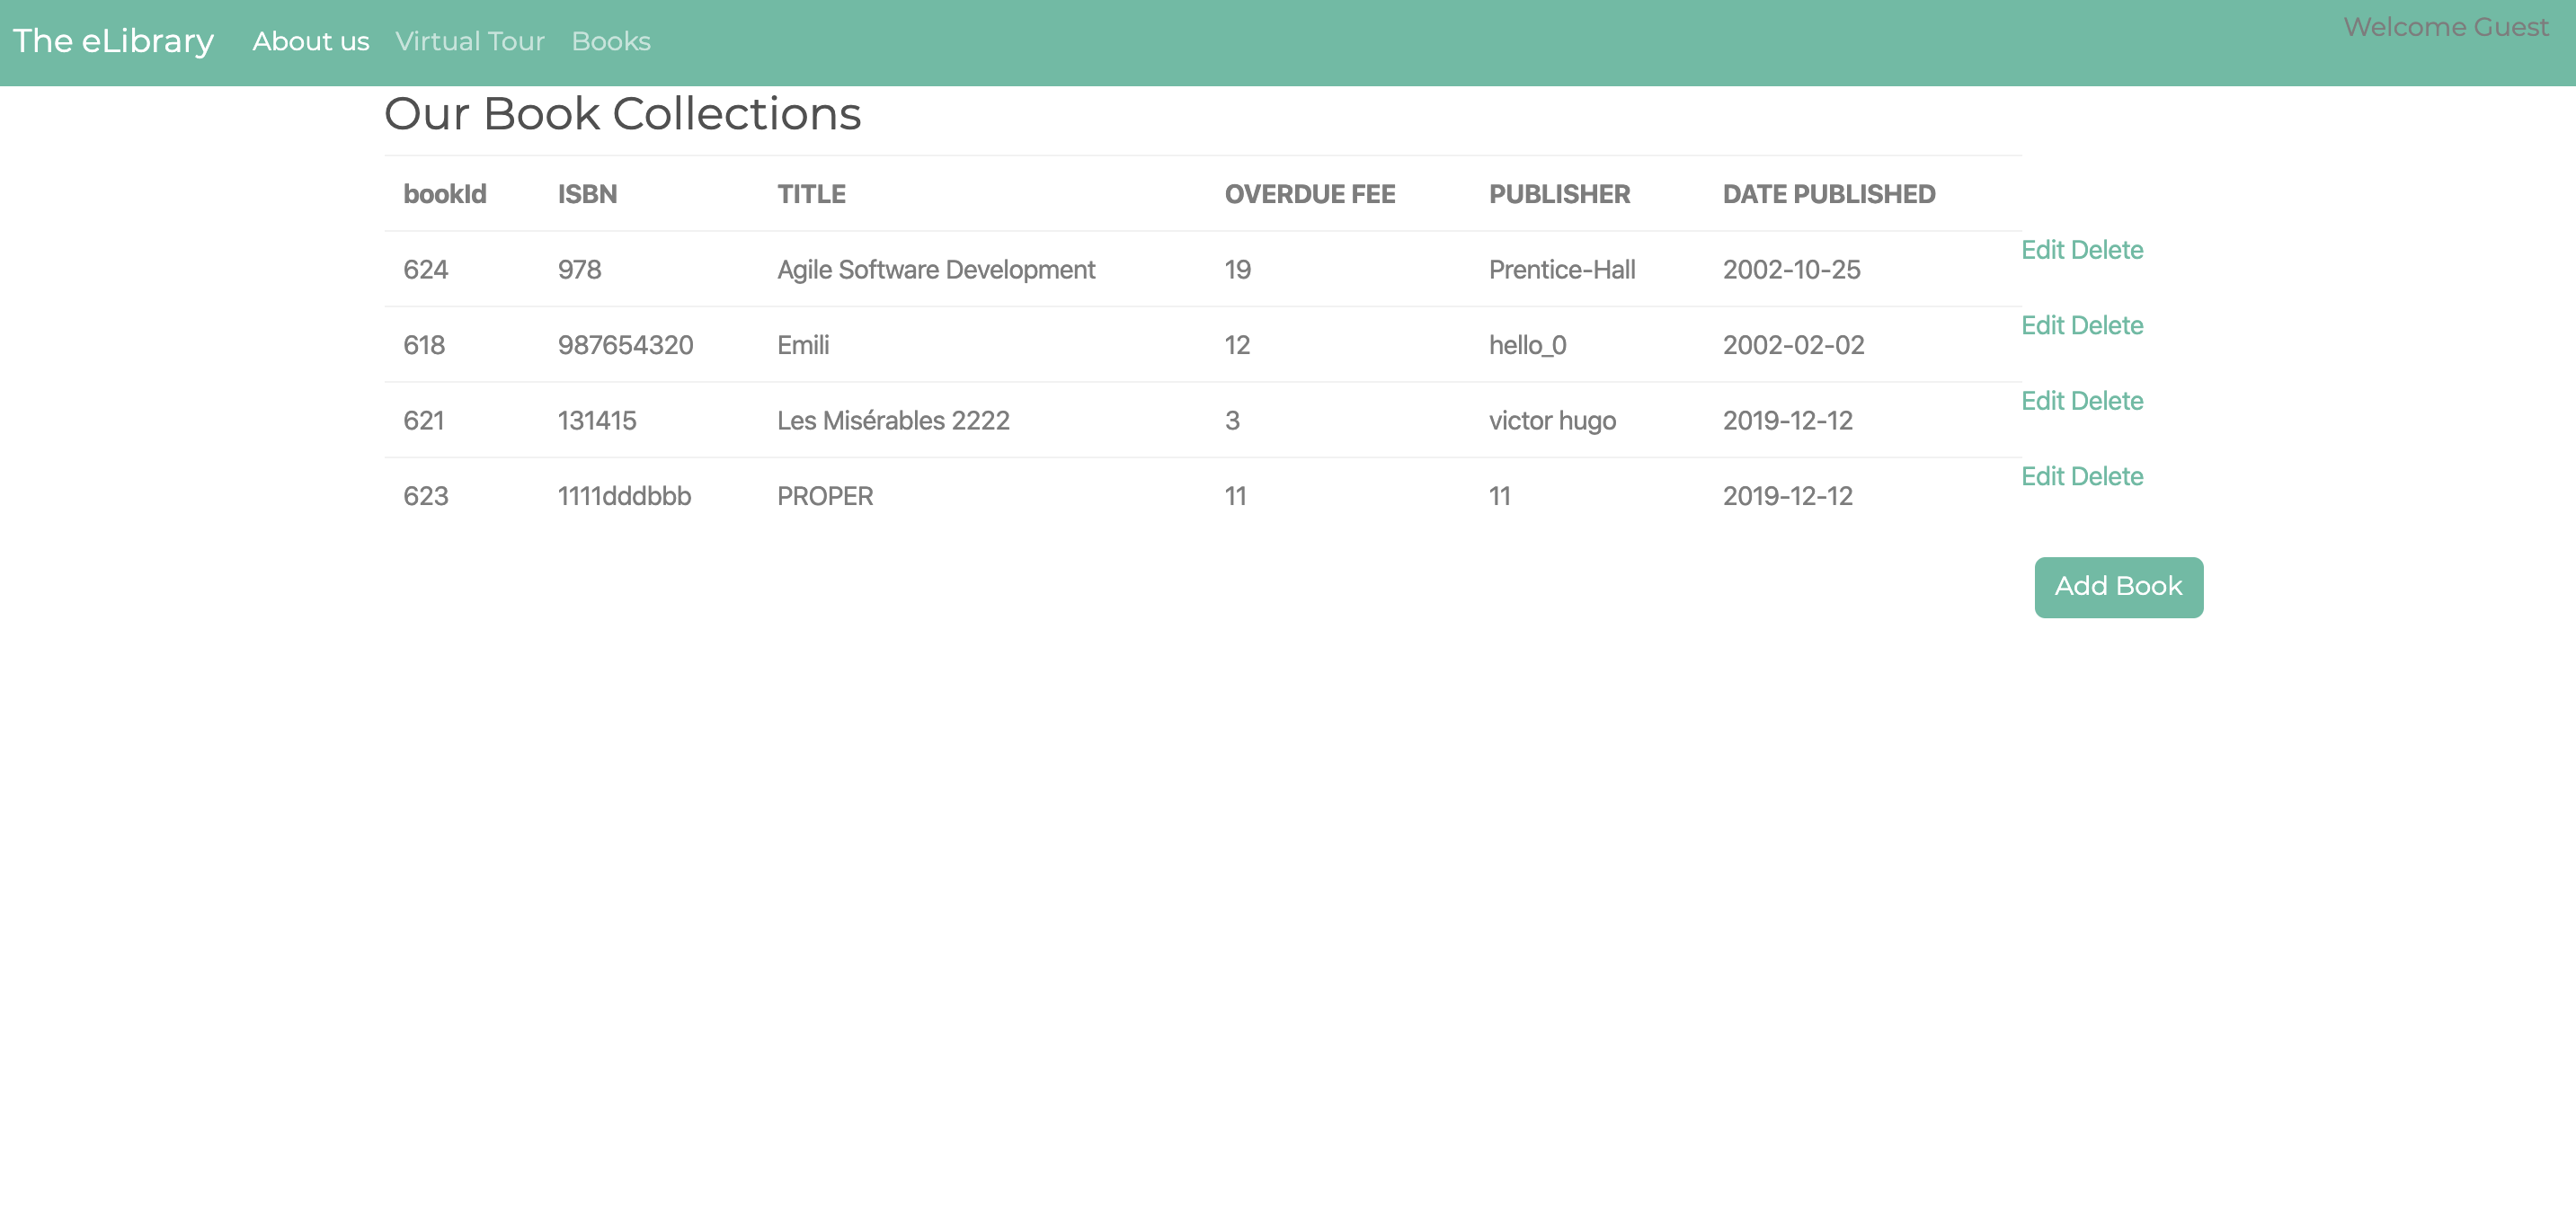 The eLibrary About us Virtual Tour Books Welcome Guest
Our Book Collections
bookId ISBN TITLE OVERDUE FEE PUBLISHER DATE PUBLISHED
624 978 Agile Software Development 19 Prentice-Hall 2002-10-25 Edit Delete
618 987654320 Emili 12 hello_0 2002-02-02 Edit Delete
621 131415 Les Misérables 2222 3 victor hugo 2019-12-12 Edit Delete
623 1111dddbbb PROPER 11 11 2019-12-12 Edit Delete
Add Book